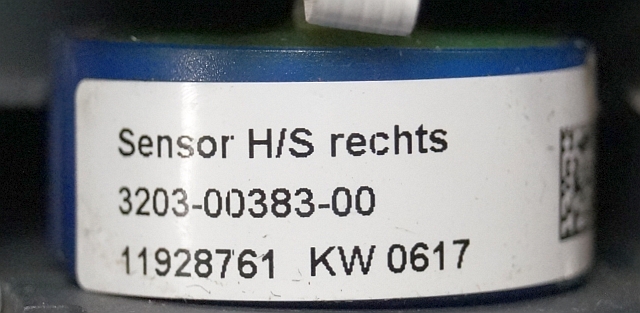 Sensor H/S rechts
3203-00383-00
11928761 KW 0617